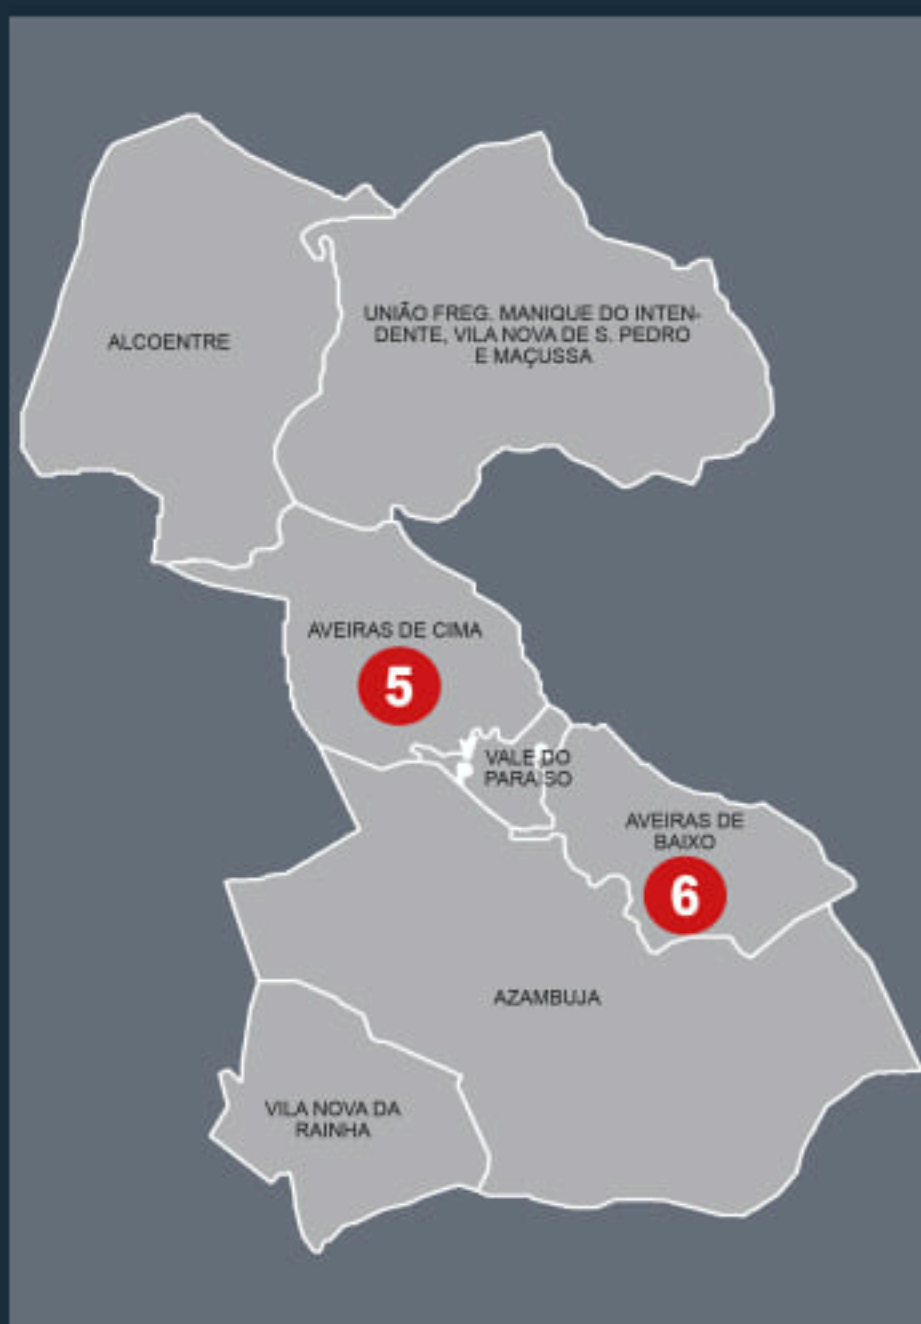 ALCOENTRE
UNIÃO FREG. MANIQUE DO INTEN-
DENTE, VILA NOVA DE S. PEDRO
E MAÇUSSA
AVEIRAS DE CIMA
5
VALE DO
PARAISO
AVEIRAS DE
BAIXO
6
AZAMBUJA
VILA NOVA DA
RAINHA